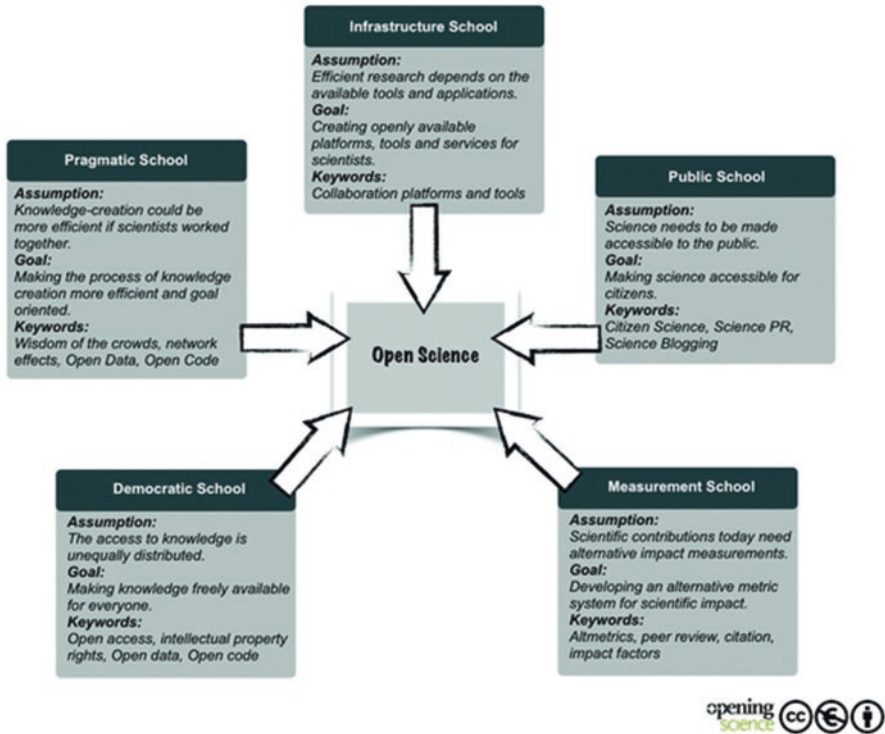 Infrastructure School
Assumption:
Efficient research depends on the
available tools and applications.
Goal:
Creating openly available
platforms, tools and services for
scientists.
Keywords:
Collaboration platforms and tools
Pragmatic School
Assumption:
Knowledge-creation could be
more efficient if scientists worked
together.
Goal:
Making the process of knowledge
creation more efficient and goal
oriented.
Keywords:
Wisdom of the crowds, network
effects, Open Data, Open Code
Public School
Assumption:
Science needs to be made
accessible to the public.
Goal:
Making science accessible for
citizens.
Keywords:
Citizen Science, Science PR,
Science Blogging
Open Science
Democratic School
Assumption:
The access to knowledge is
unequally distributed.
Goal:
Making knowledge freely available
for everyone.
Keywords:
Open access, intellectual property
rights, Open data, Open code
Measurement School
Assumption:
Scientific contributions today need
alternative impact measurements.
Goal:
Developing an alternative metric
system for scientific impact.
Keywords:
Altmetrics, peer review, citation,
impact factors
opening
science
cc